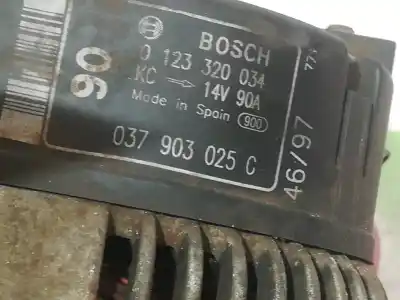 90
BOSCH
0 123 320 034
KC → 14V 90A
Made in Spain 900
037 903 025 C
46/97